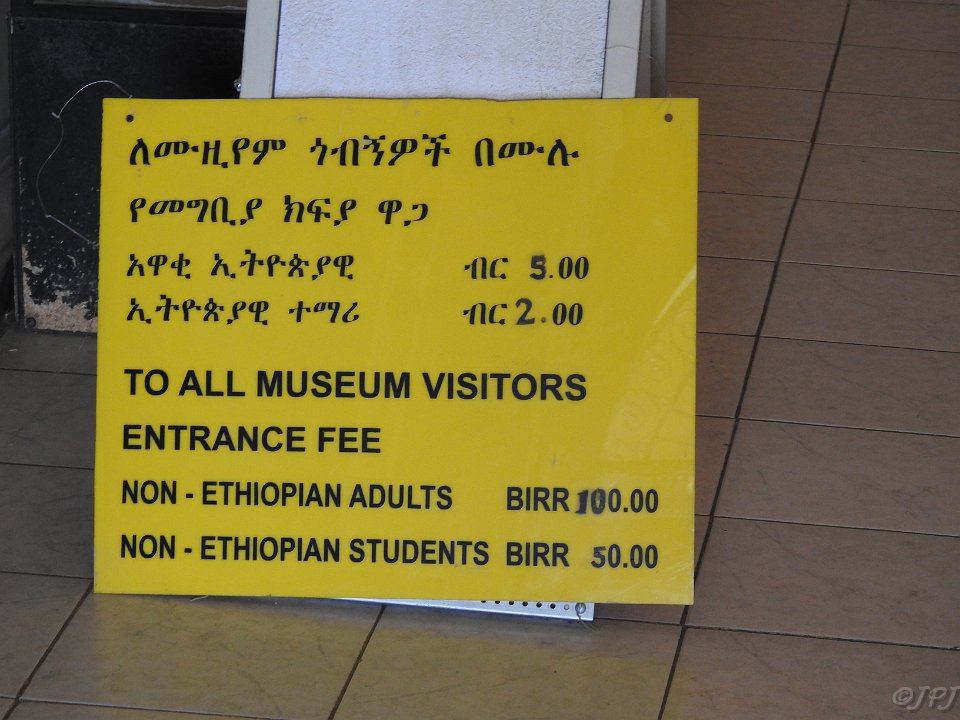 ለሙዚየም ጎብኝዎች በሙሉ
የመግቢያ ክፍያ ዋጋ
አዋቂ ኢትዮጵያዊ ብር 5.00
ኢትዮጵያዊ ተማሪ ብር 2.00
TO ALL MUSEUM VISITORS
ENTRANCE FEE
NON - ETHIOPIAN ADULTS BIRR 100.00
NON - ETHIOPIAN STUDENTS BIRR 50.00
©JPJ